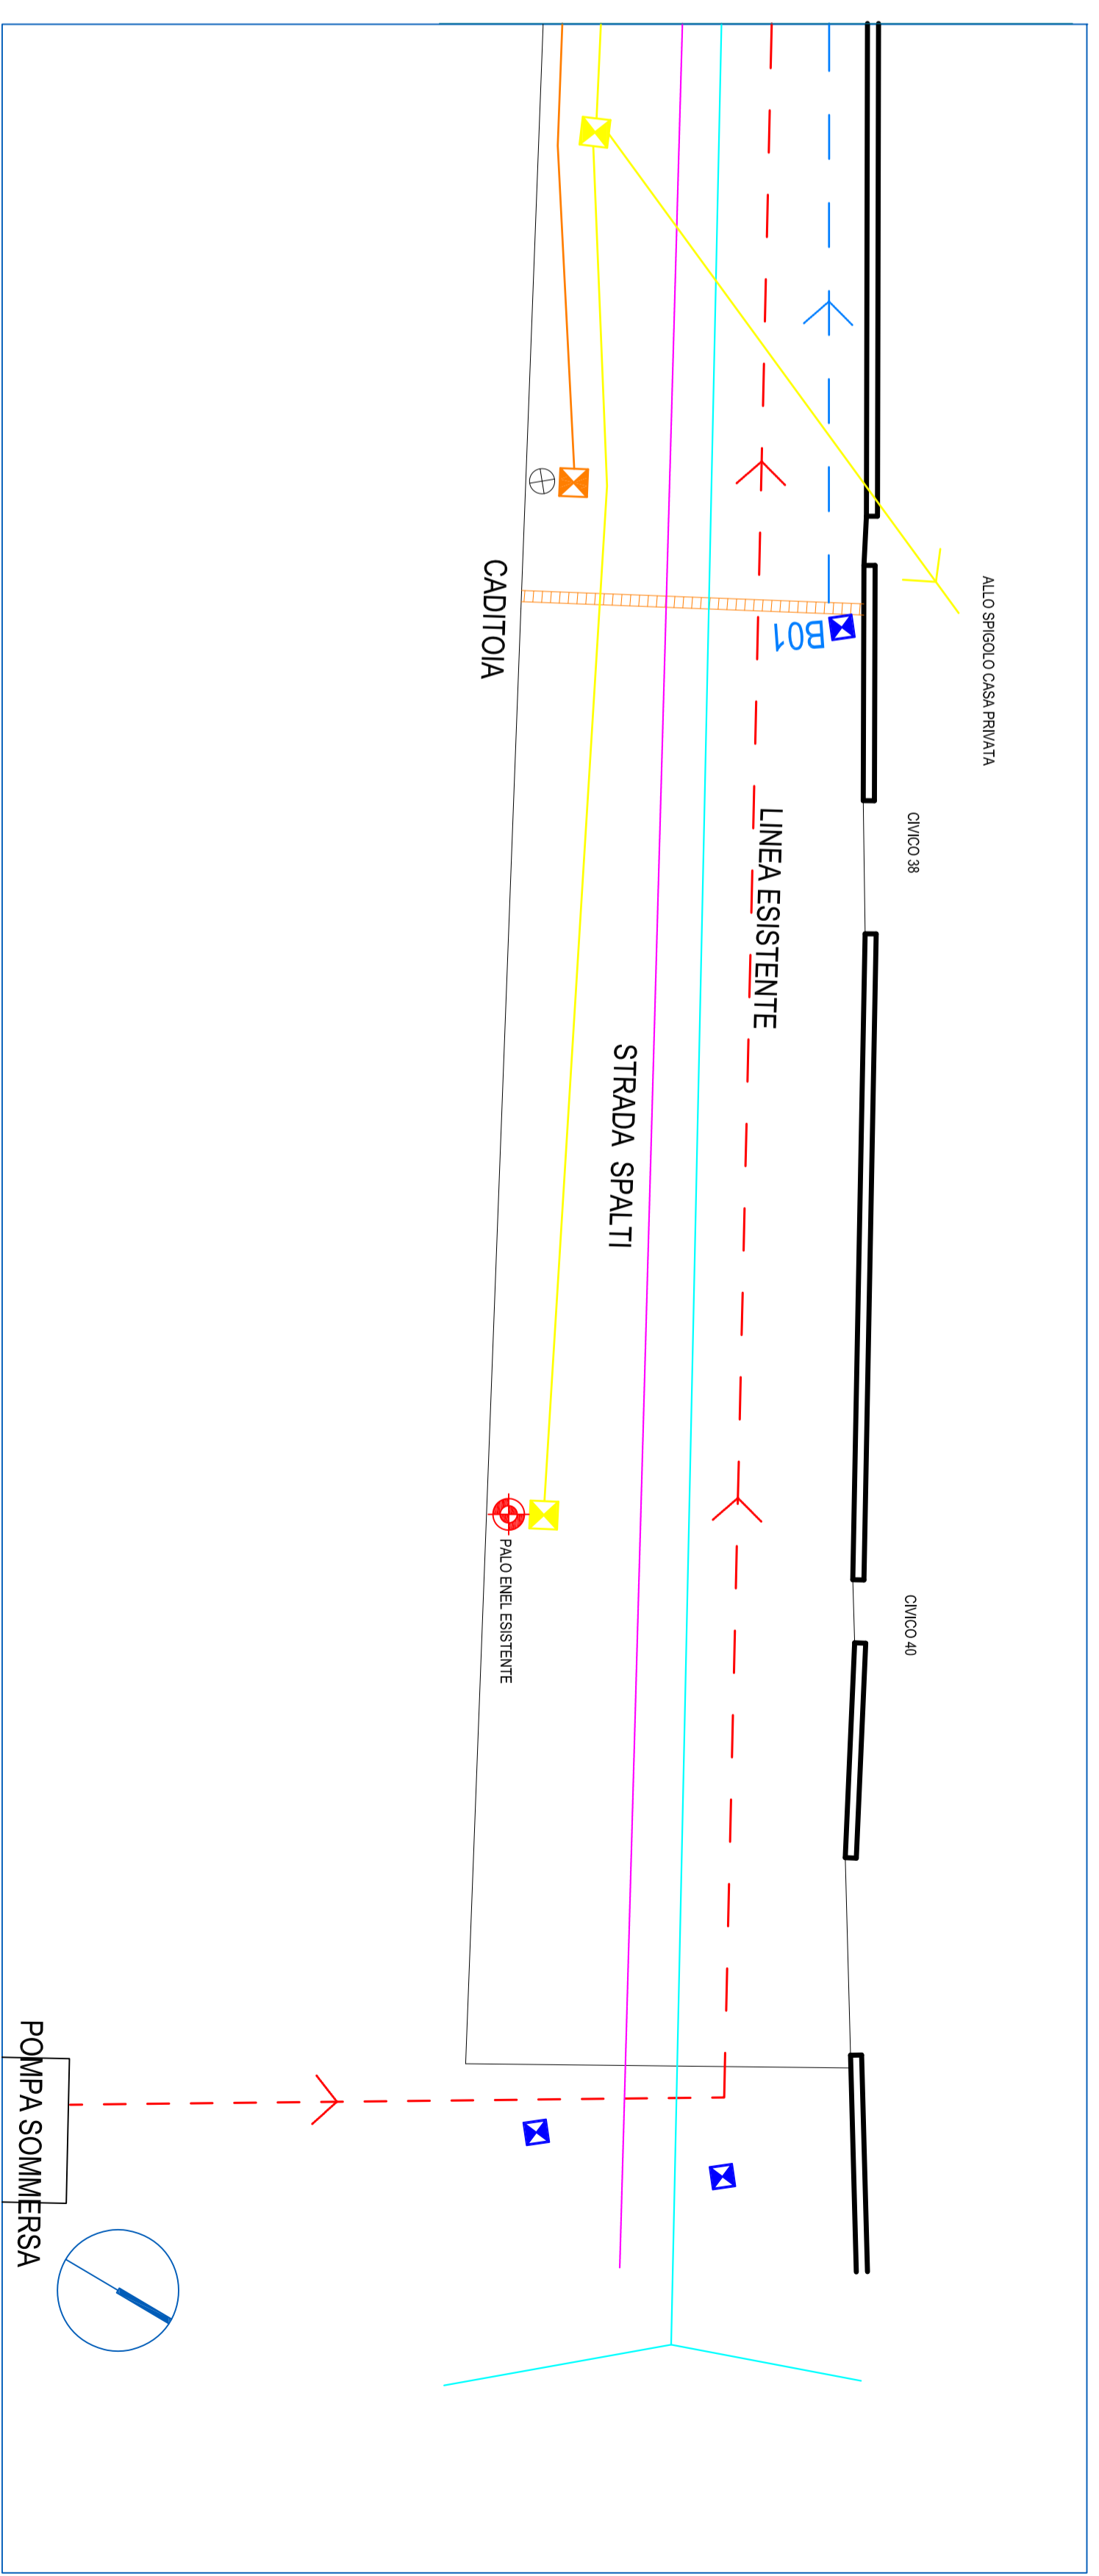 ALLO SPIGOLO CASA PRIVATA
CADITOIA
B01
CIVICO 38
LINEA ESISTENTE
STRADA SPALTI
PALO ENEL ESISTENTE
CIVICO 40
POMPA SOMMERSA